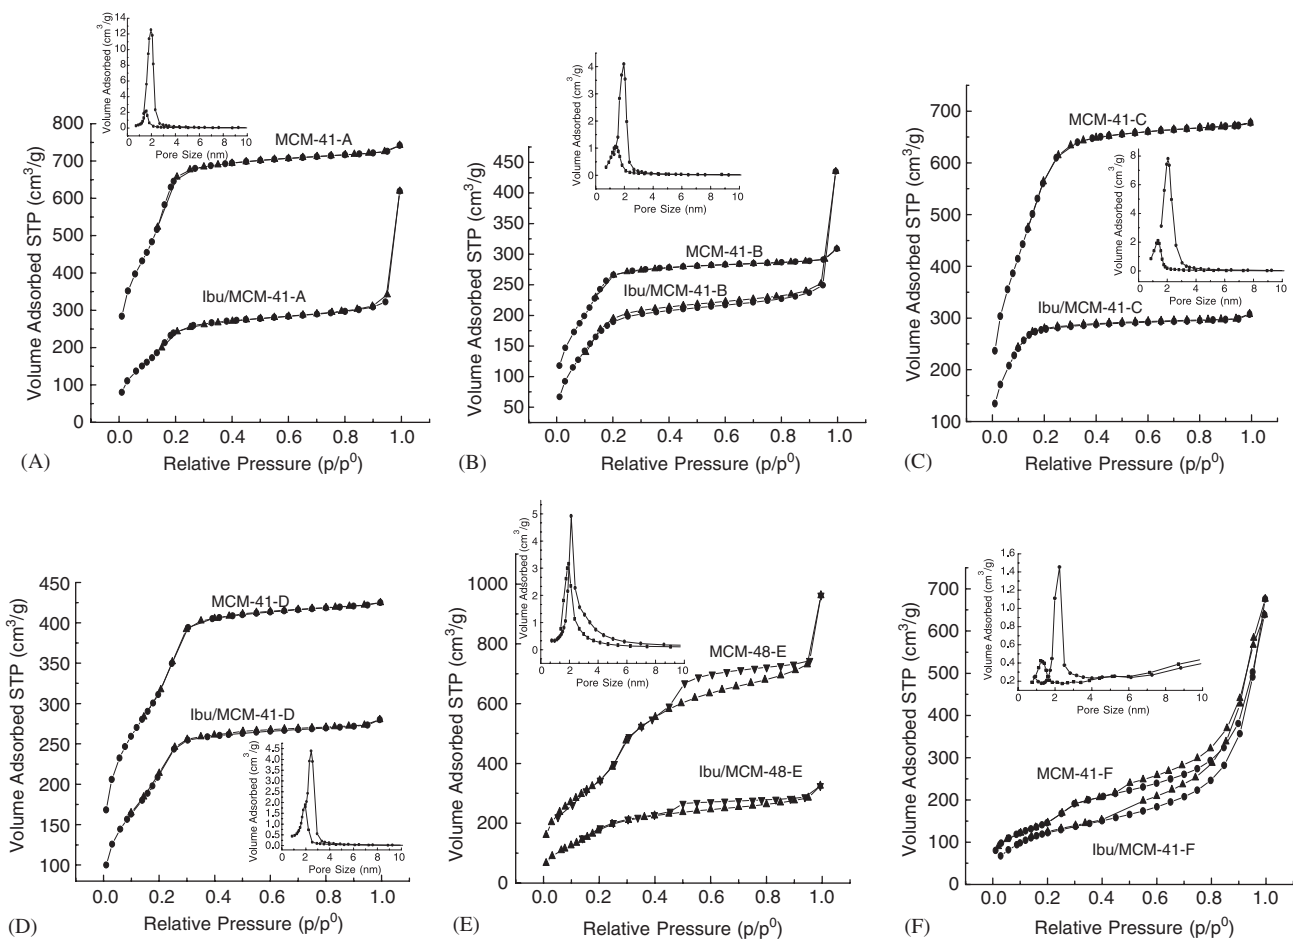 14
12
10
8
6
4
2
0
Volume Adsorbed (cm³/g)
0 2 4 6 8 10
Pore Size (nm)
800
700
600
500
400
300
200
100
0
Volume Adsorbed STP (cm³/g)
MCM-41-A
Ibu/MCM-41-A
0.0 0.2 0.4 0.6 0.8 1.0
Relative Pressure (p/p⁰)
(A)
4
3
2
1
0
Volume Adsorbed (cm³/g)
0 2 4 6 8 10
Pore Size (nm)
450
400
350
300
250
200
150
100
50
Volume Adsorbed STP (cm³/g)
MCM-41-B
Ibu/MCM-41-B
0.0 0.2 0.4 0.6 0.8 1.0
Relative Pressure (p/p⁰)
(B)
700
600
500
400
300
200
100
Volume Adsorbed STP (cm³/g)
MCM-41-C
8
6
4
2
0
Volume Adsorbed (cm³/g)
0 2 4 6 8 10
Pore Size (nm)
Ibu/MCM-41-C
0.0 0.2 0.4 0.6 0.8 1.0
Relative Pressure (p/p⁰)
(C)
450
400
350
300
250
200
150
100
Volume Adsorbed STP (cm³/g)
MCM-41-D
Ibu/MCM-41-D
4.5
4.0
3.5
3.0
2.5
2.0
1.5
1.0
0.5
0.0
Volume Adsorbed (cm³/g)
0 2 4 6 8 10
Pore Size (nm)
0.0 0.2 0.4 0.6 0.8 1.0
Relative Pressure (p/p⁰)
(D)
5
4
3
2
1
0
Volume Adsorbed (cm³/g)
0 2 4 6 8 10
Pore Size (nm)
1000
800
600
400
200
0
Volume Adsorbed STP (cm³/g)
MCM-48-E
Ibu/MCM-48-E
0.0 0.2 0.4 0.6 0.8 1.0
Relative Pressure (p/p⁰)
(E)
1,6
1,4
1,2
1,0
0,8
0,6
0,4
0,2
0,0
Volume Adsorbed (cm³/g)
0 2 4 6 8 10
Pore Size (nm)
700
600
500
400
300
200
100
0
Volume Adsorbed STP (cm³/g)
MCM-41-F
Ibu/MCM-41-F
0.0 0.2 0.4 0.6 0.8 1.0
Relative Pressure (p/p⁰)
(F)